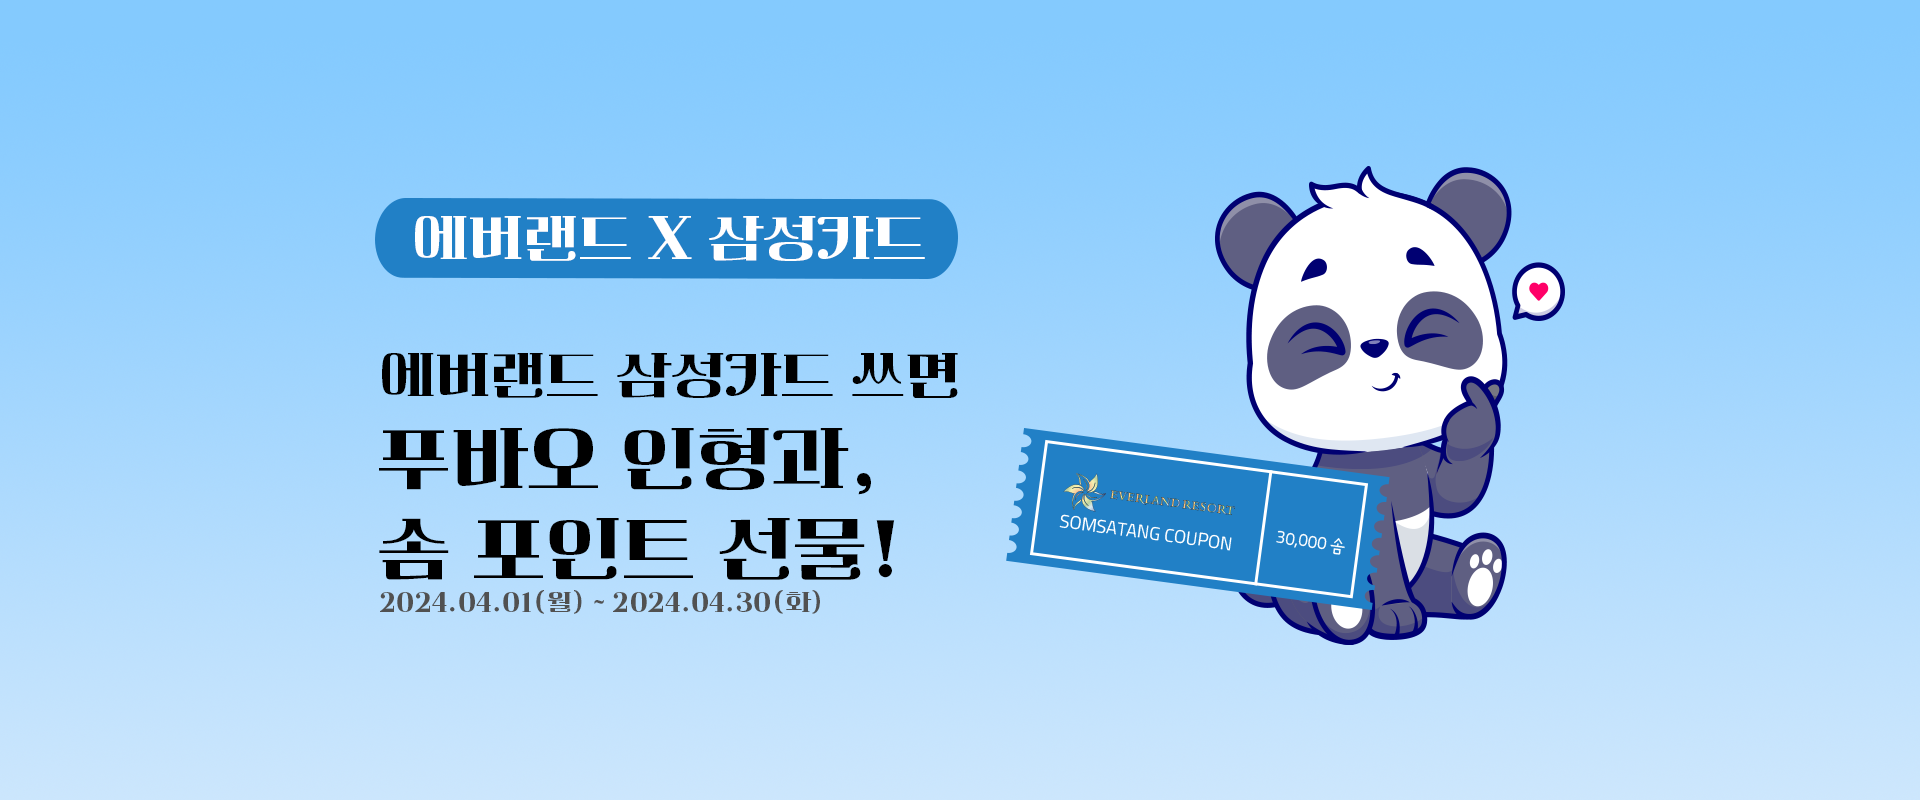 에버랜드 X 삼성카드
에버랜드 삼성카드 쓰면
푸바오 인형과,
솜 포인트 선물!
2024.04.01(월) ~ 2024.04.30(화)
EVERLAND RESORT
SOMSATANG COUPON
30,000 솜